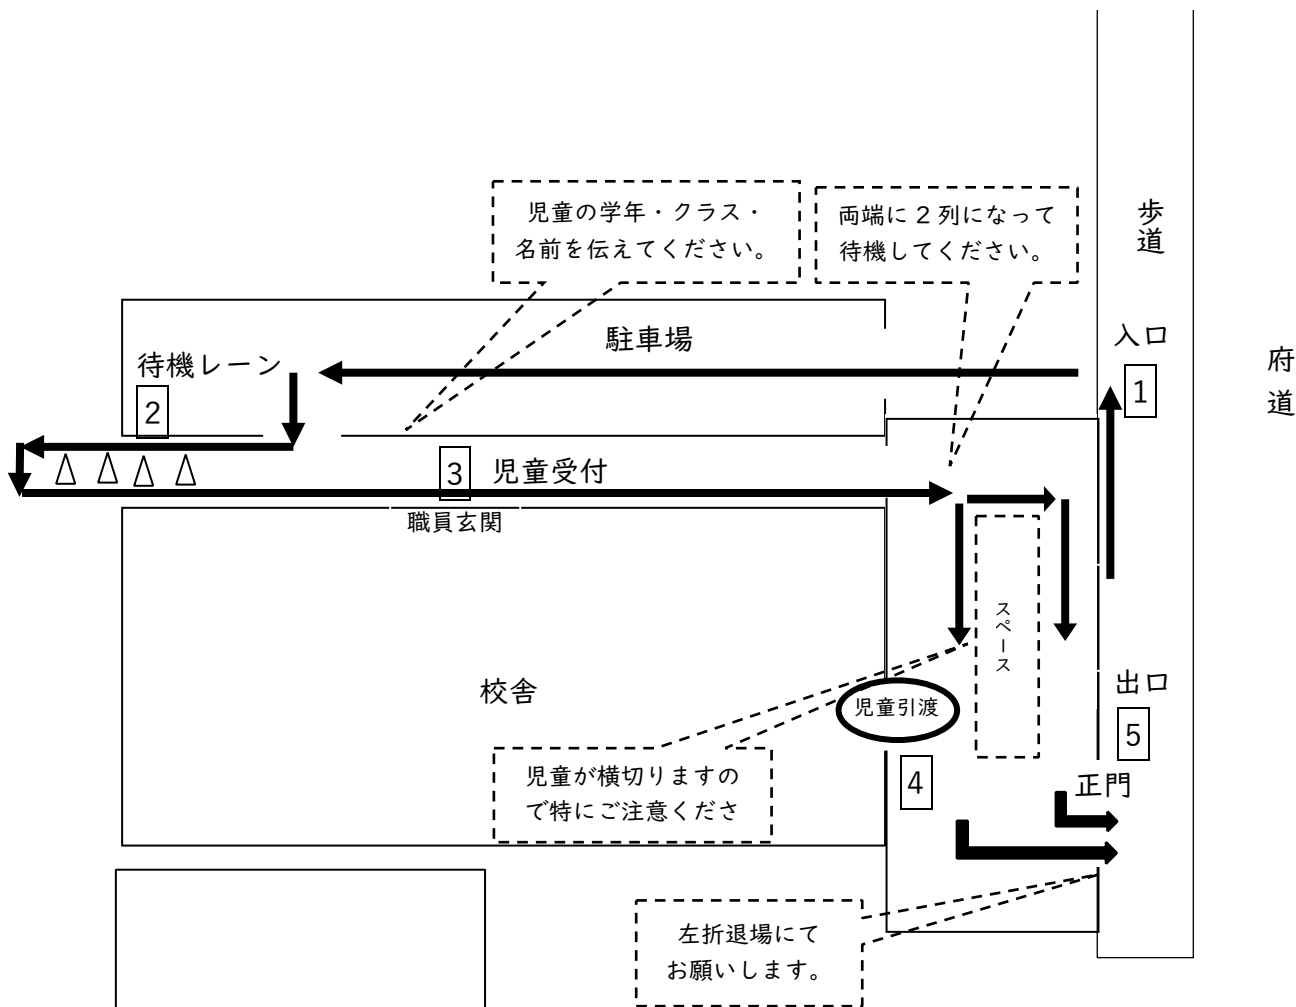 児童の学年・クラス・
名前を伝えてください。
両端に2列になって
待機してください。
歩道
駐車場
入口
1
府道
待機レーン
2
3
児童受付
職員玄関
スペース
校舎
児童引渡
出口
5
児童が横切りますの
で特にご注意くださ
4
正門
左折退場にて
お願いします。